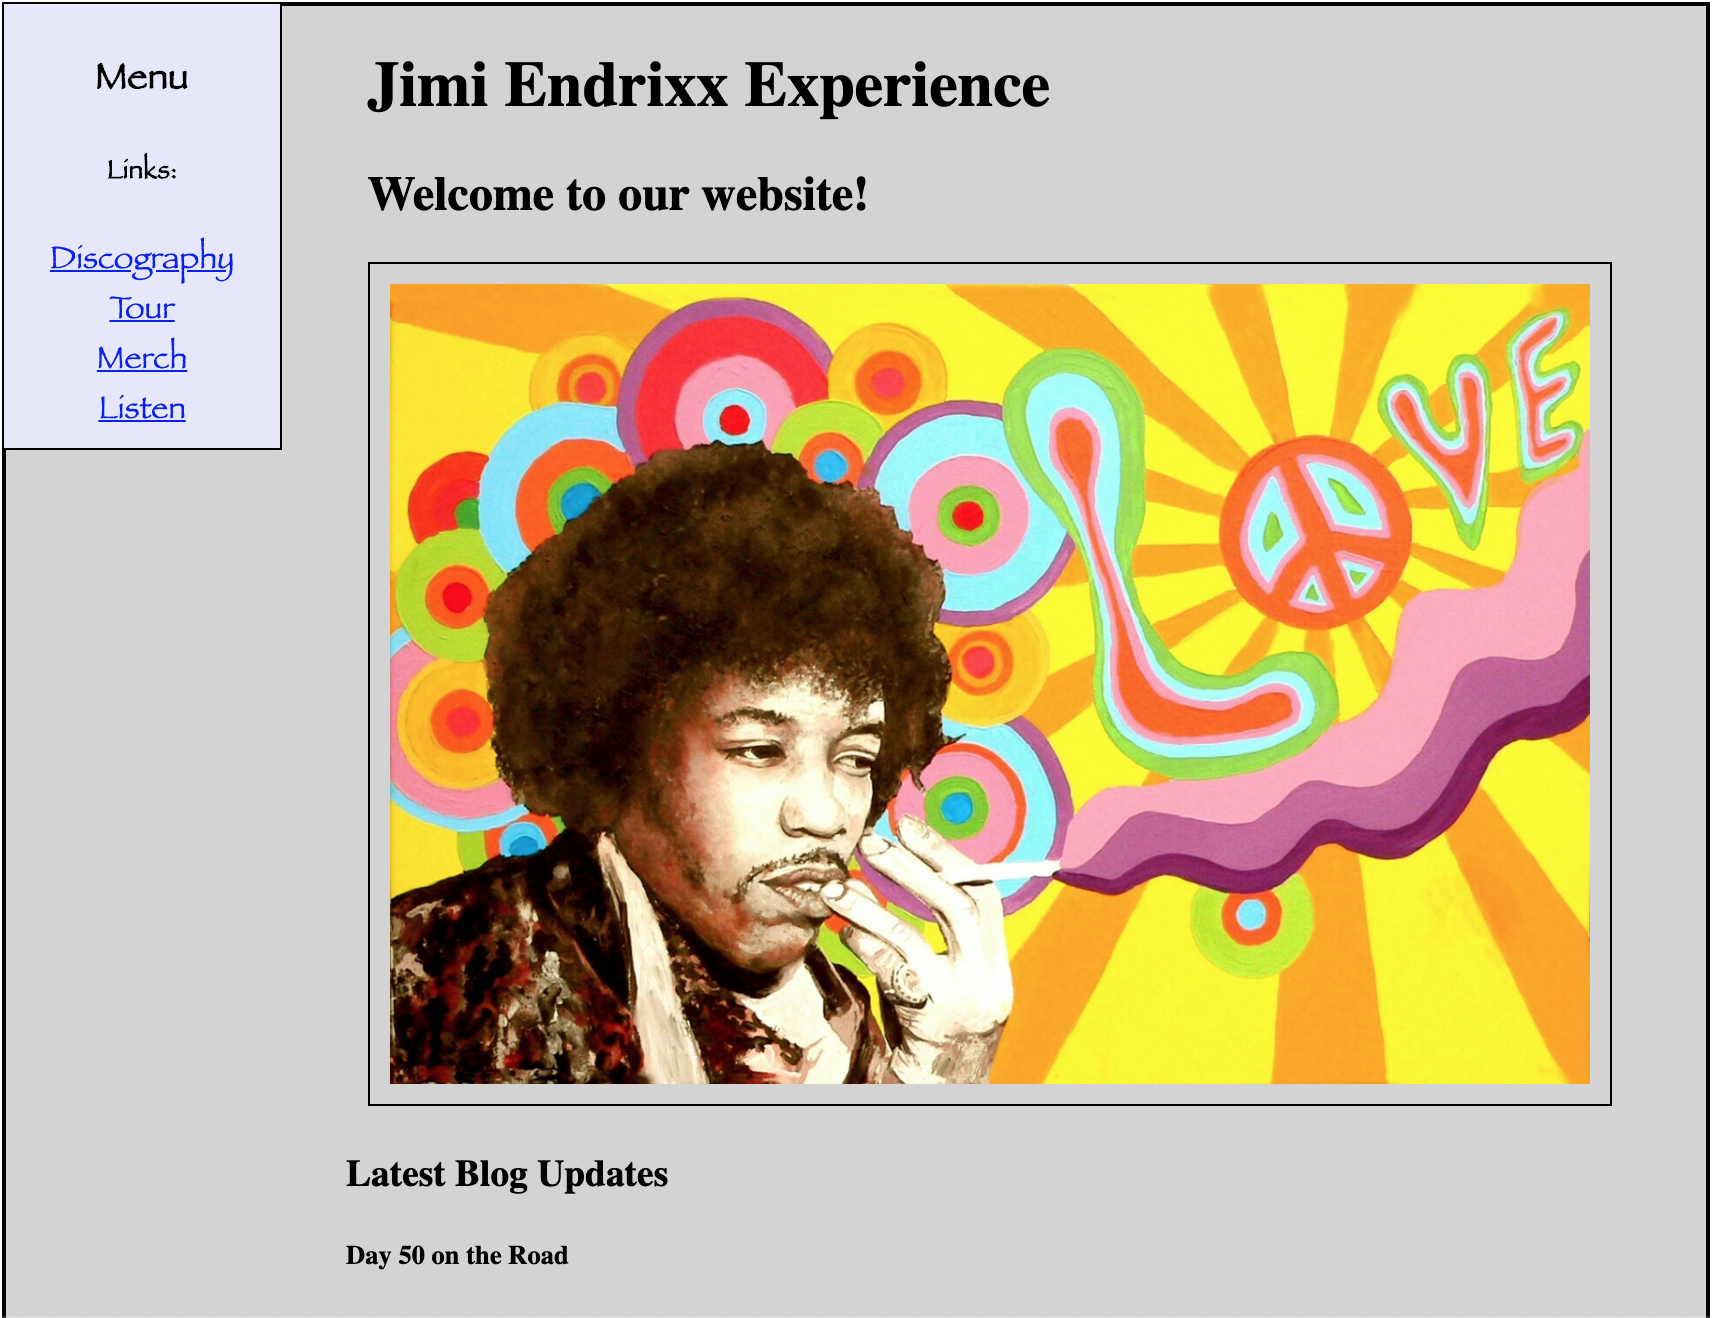 Menu
Links:
Discography
Tour
Merch
Listen
Jimi Endrixx Experience
Welcome to our website!
LOVE
Latest Blog Updates
Day 50 on the Road